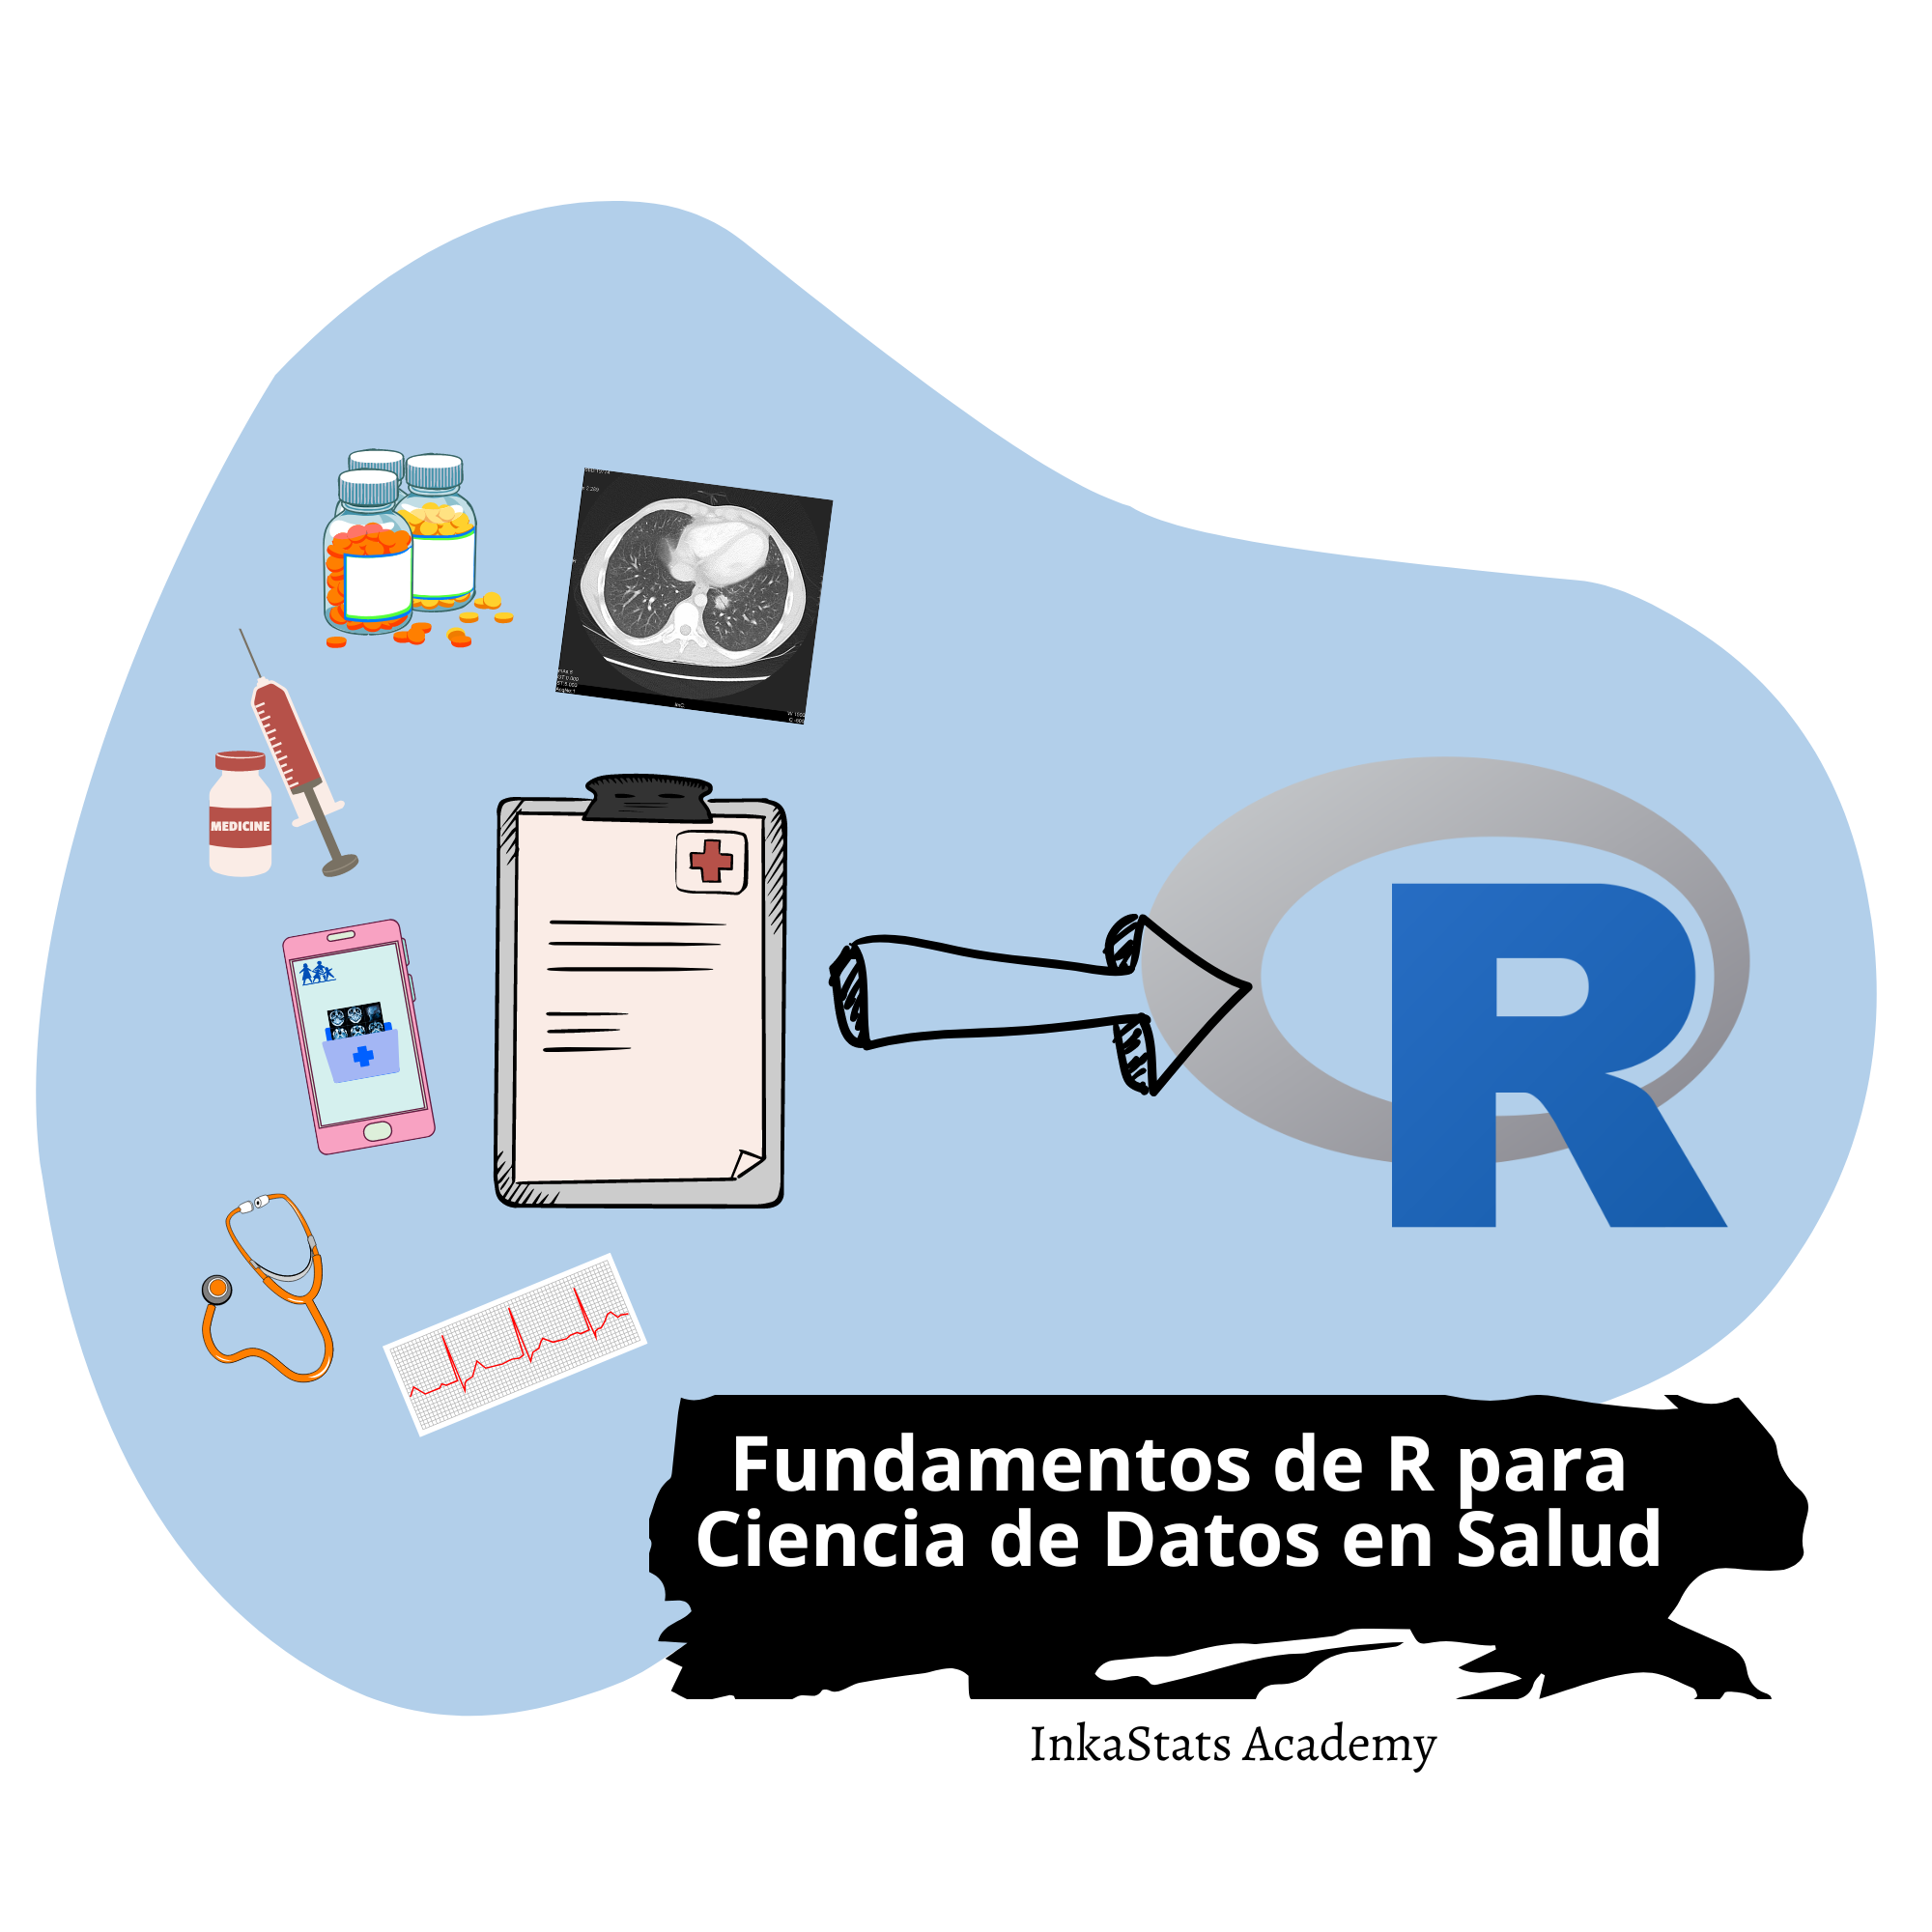 MEDICINE
R
Fundamentos de R para
Ciencia de Datos en Salud
InkaStats Academy